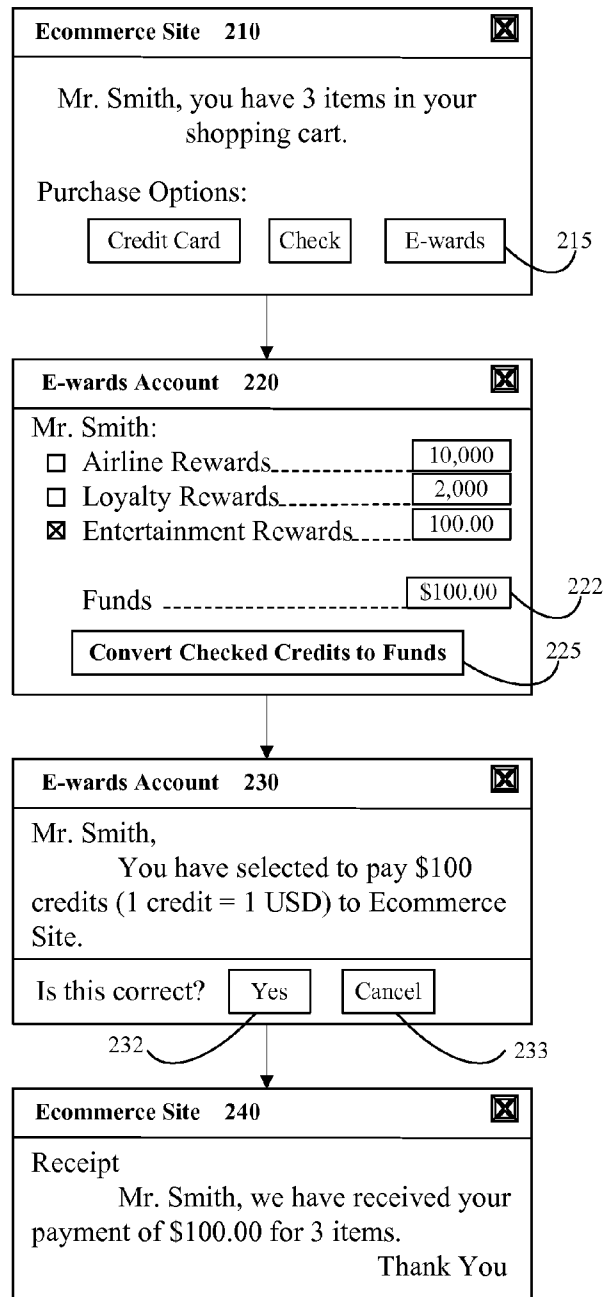 Ecommerce Site 210
Mr. Smith, you have 3 items in your
shopping cart.
Purchase Options:
Credit Card Check E-wards 215
E-wards Account 220
Mr. Smith:
Airline Rewards 10,000
Loyalty Rewards 2,000
Entertainment Rewards 100.00
Funds $100.00 222
Convert Checked Credits to Funds 225
E-wards Account 230
Mr. Smith,
You have selected to pay $100
credits (1 credit = 1 USD) to Ecommerce
Site.
Is this correct? Yes Cancel
232 233
Ecommerce Site 240
Receipt
Mr. Smith, we have received your
payment of $100.00 for 3 items.
Thank You